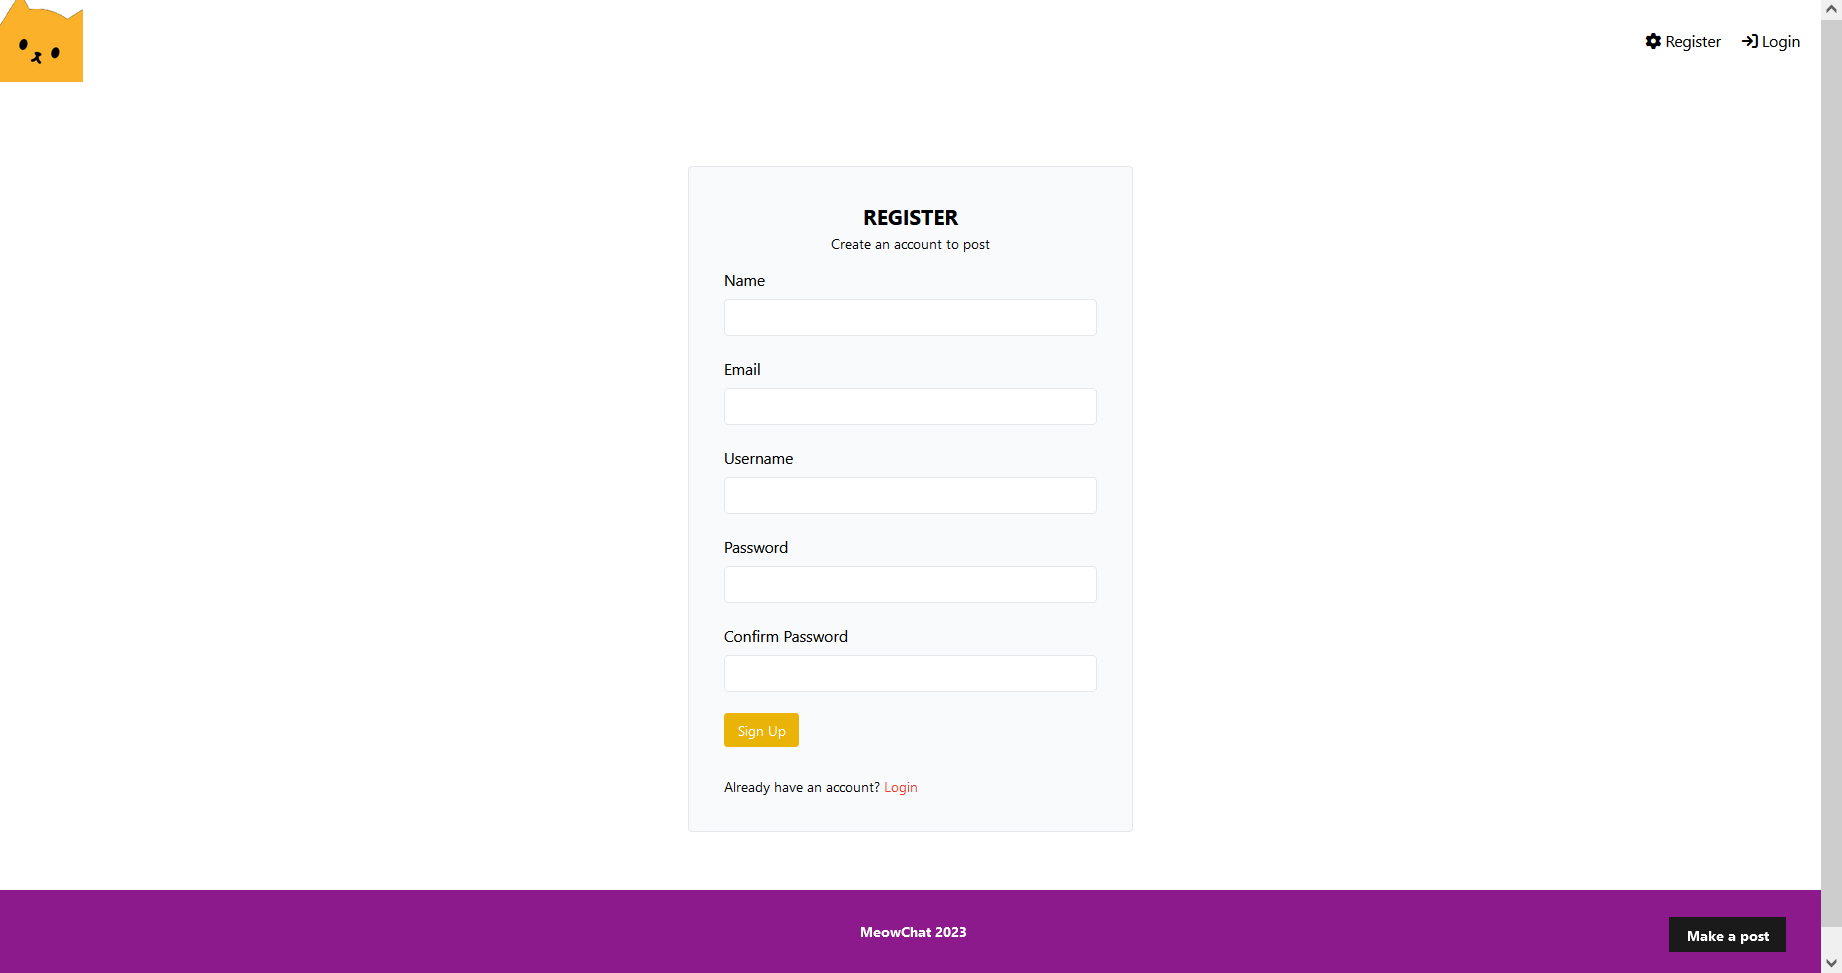 Register Login
REGISTER
Create an account to post
Name
Email
Username
Password
Confirm Password
Sign Up
Already have an account? Login
MeowChat 2023
Make a post